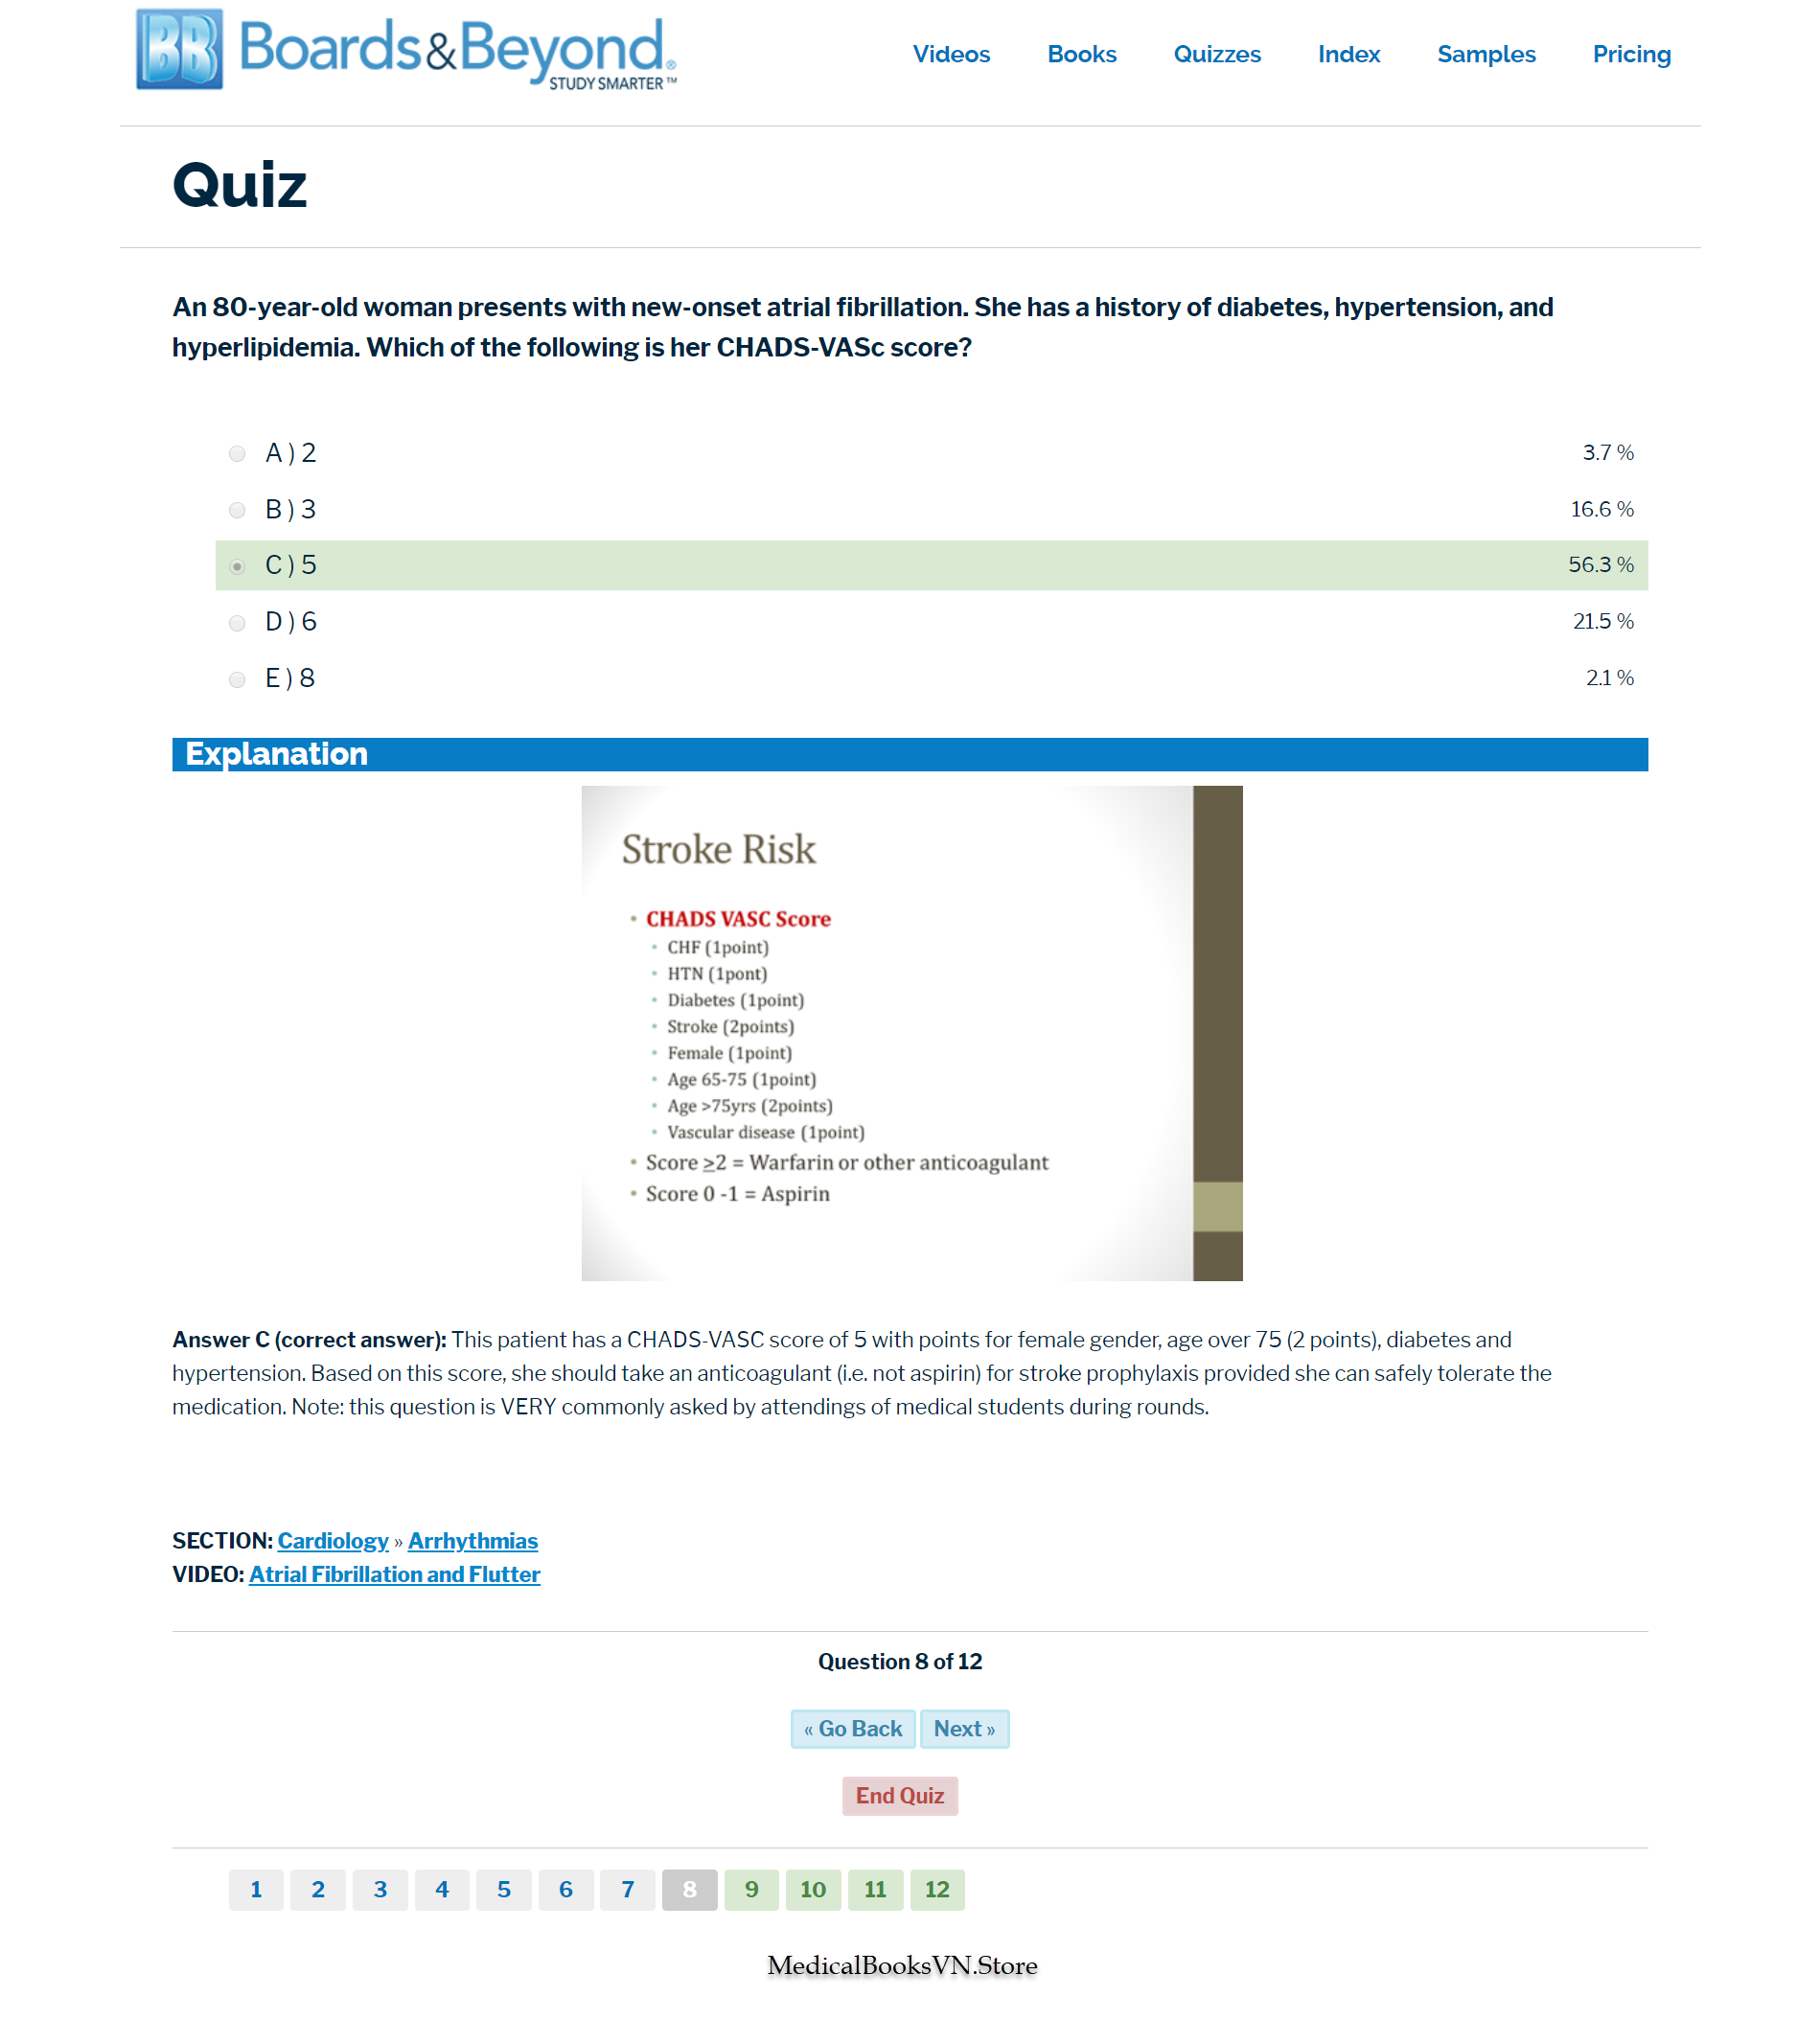 BB Boards&Beyond®
STUDY SMARTER™
Videos Books Quizzes Index Samples Pricing
Quiz
An 80-year-old woman presents with new-onset atrial fibrillation. She has a history of diabetes, hypertension, and
hyperlipidemia. Which of the following is her CHADS-VASc score?
A ) 2 3.7 %
B ) 3 16.6 %
C ) 5 56.3 %
D ) 6 21.5 %
E ) 8 2.1 %
Explanation
Stroke Risk
• CHADS VASC Score
• CHF (1point)
• HTN (1pont)
• Diabetes (1point)
• Stroke (2points)
• Female (1point)
• Age 65-75 (1point)
• Age >75yrs (2points)
• Vascular disease (1point)
• Score ≥2 = Warfarin or other anticoagulant
• Score 0 -1 = Aspirin
Answer C (correct answer): This patient has a CHADS-VASC score of 5 with points for female gender, age over 75 (2 points), diabetes and
hypertension. Based on this score, she should take an anticoagulant (i.e. not aspirin) for stroke prophylaxis provided she can safely tolerate the
medication. Note: this question is VERY commonly asked by attendings of medical students during rounds.
SECTION: Cardiology » Arrhythmias
VIDEO: Atrial Fibrillation and Flutter
Question 8 of 12
« Go Back Next »
End Quiz
1 2 3 4 5 6 7 8 9 10 11 12
MedicalBooksVN.Store